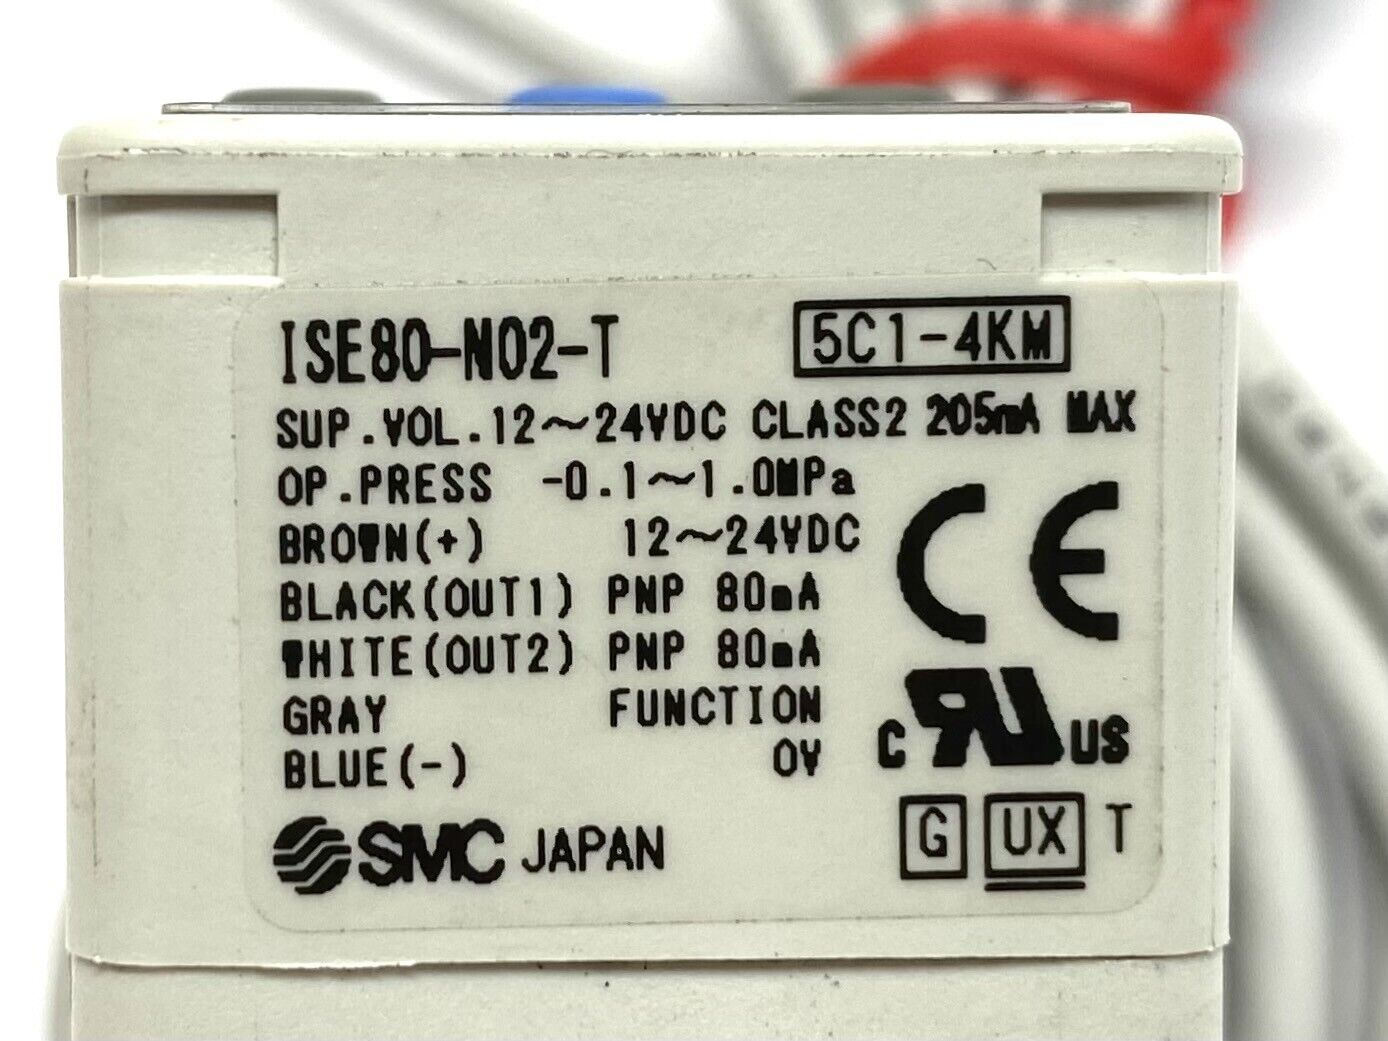 ISE80-N02-T 5C1-4KM
SUP.VOL.12~24VDC CLASS2 205mA MAX
OP.PRESS -0.1~1.0MPa
BROWN(+) 12~24VDC
BLACK(OUT1) PNP 80mA
WHITE(OUT2) PNP 80mA
GRAY FUNCTION
BLUE(-) 0V
CE
C RU US
SMC JAPAN
G UX T